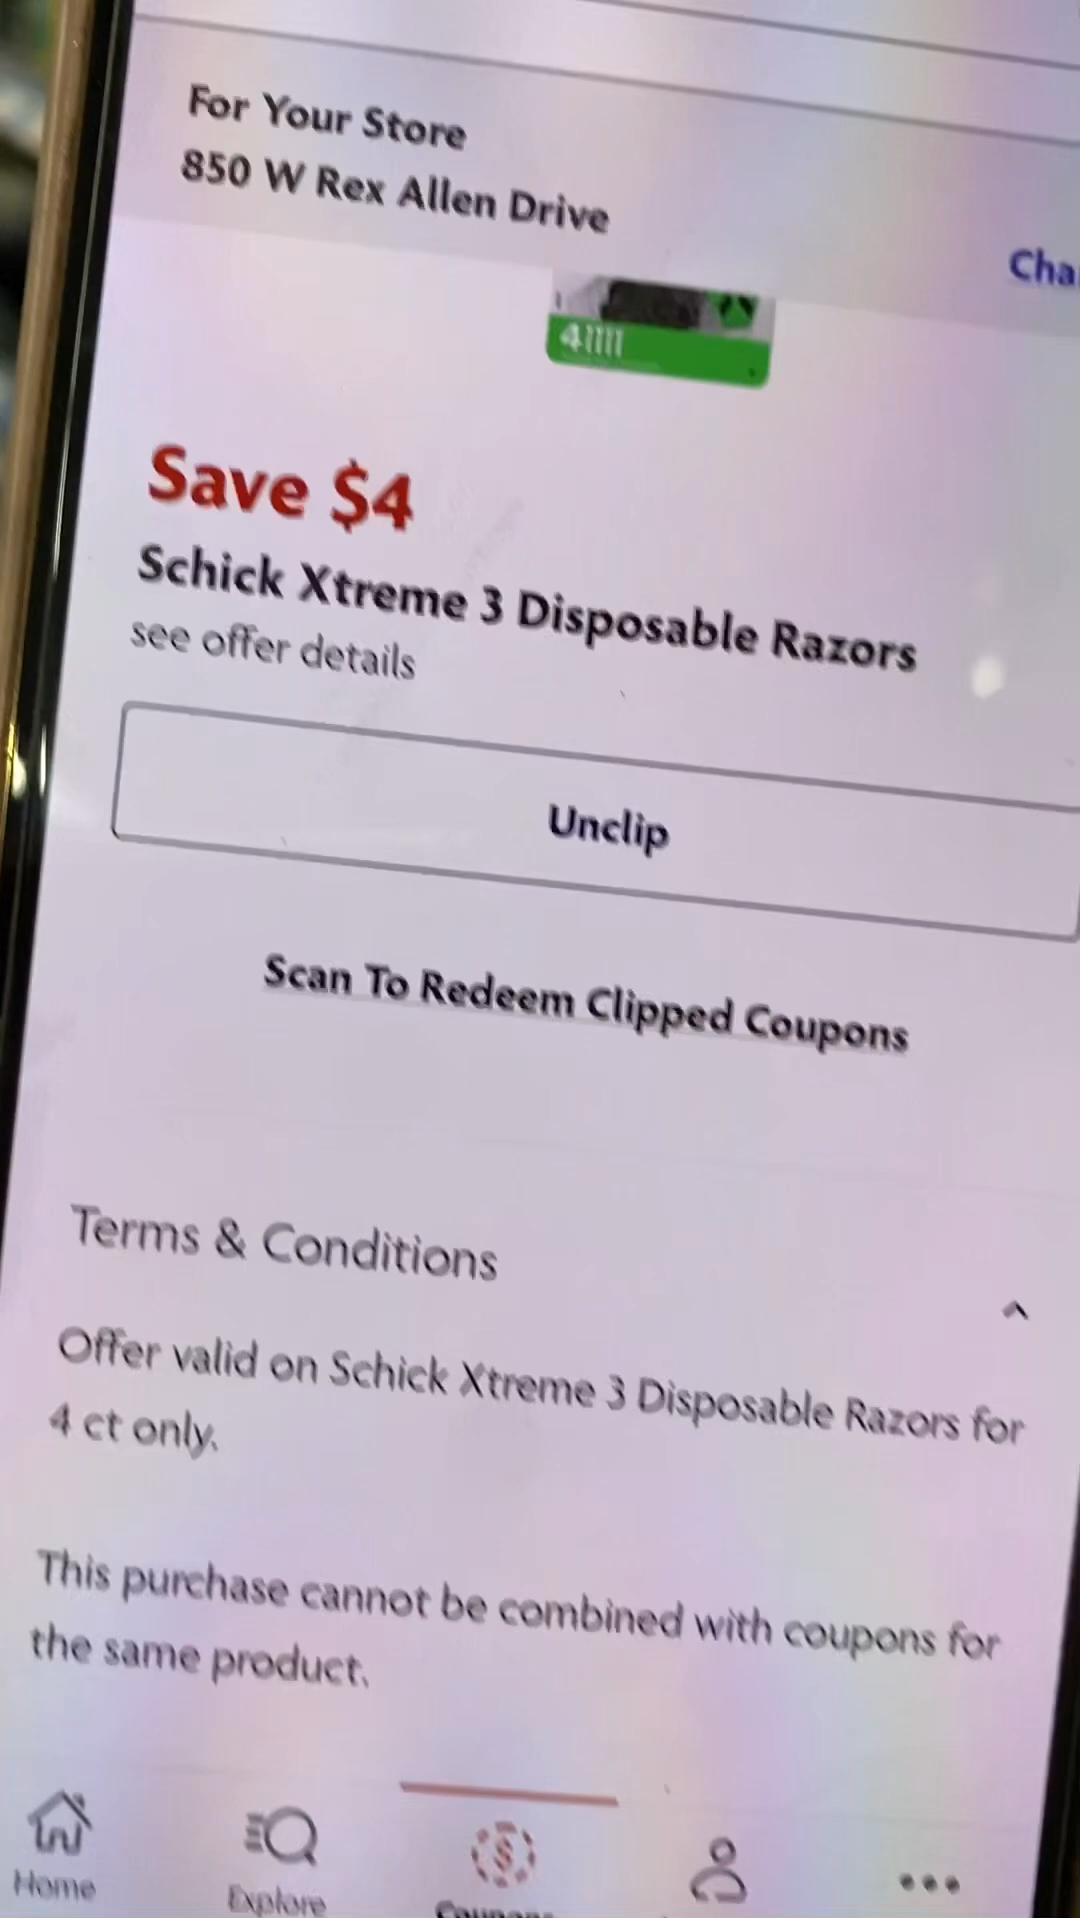 For Your Store
850 W Rex Allen Drive
4
Save $4
Schick Xtreme 3 Disposable Razors
see offer details
Unclip
Scan To Redeem Clipped Coupons
Terms & Conditions
Offer valid on Schick Xtreme 3 Disposable Razors for
4 ct only.
This purchase cannot be combined with coupons for
the same product.
Home
Explore
Coupons